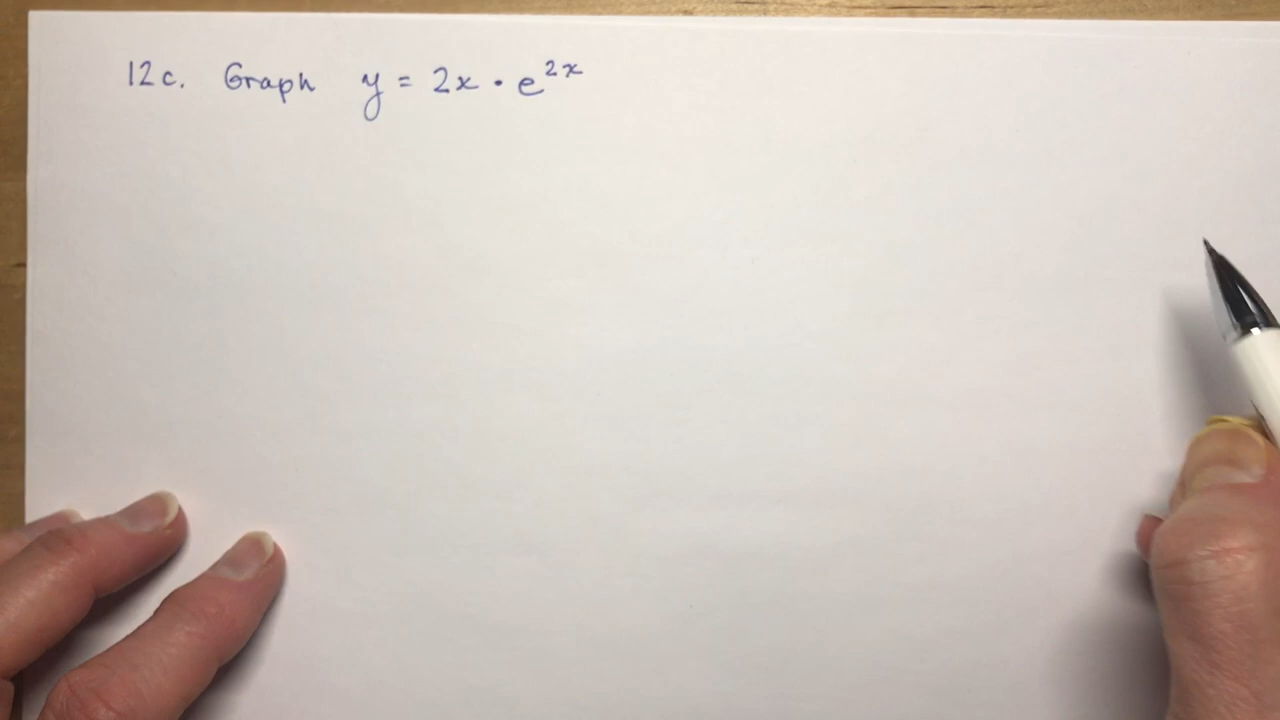 12c. Graph y = 2x · e^{2x}